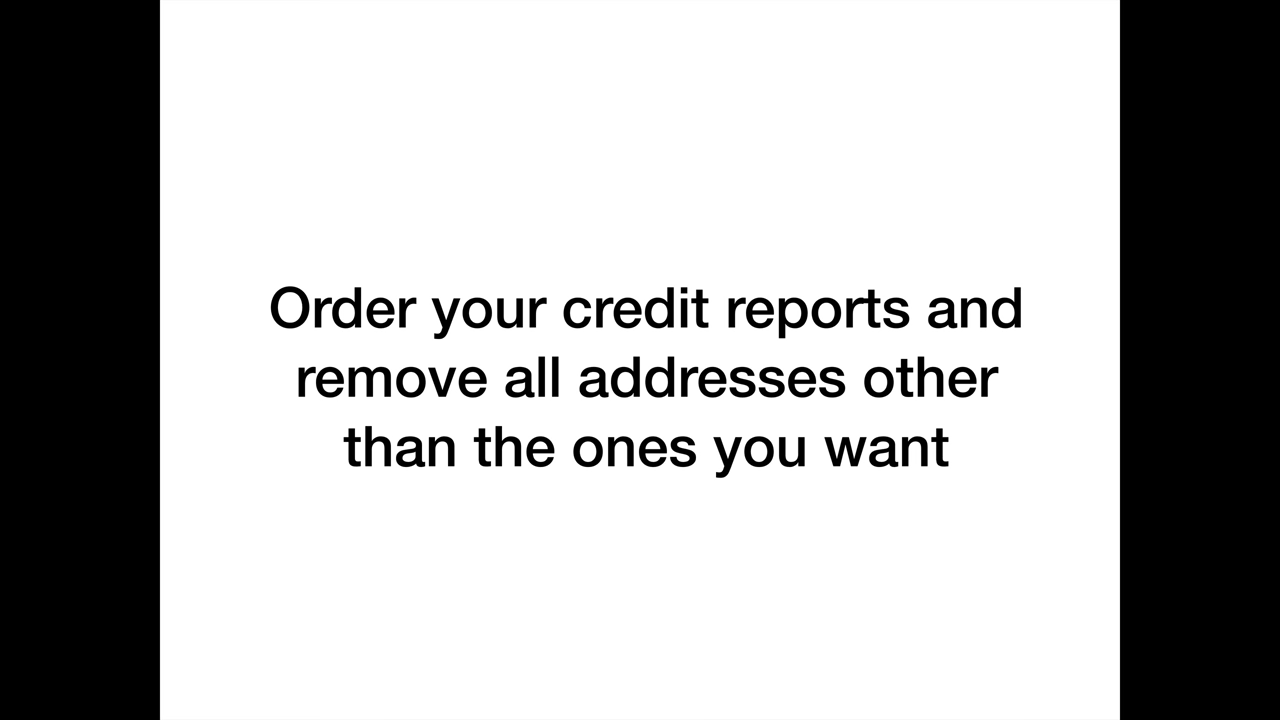 Order your credit reports and
remove all addresses other
than the ones you want